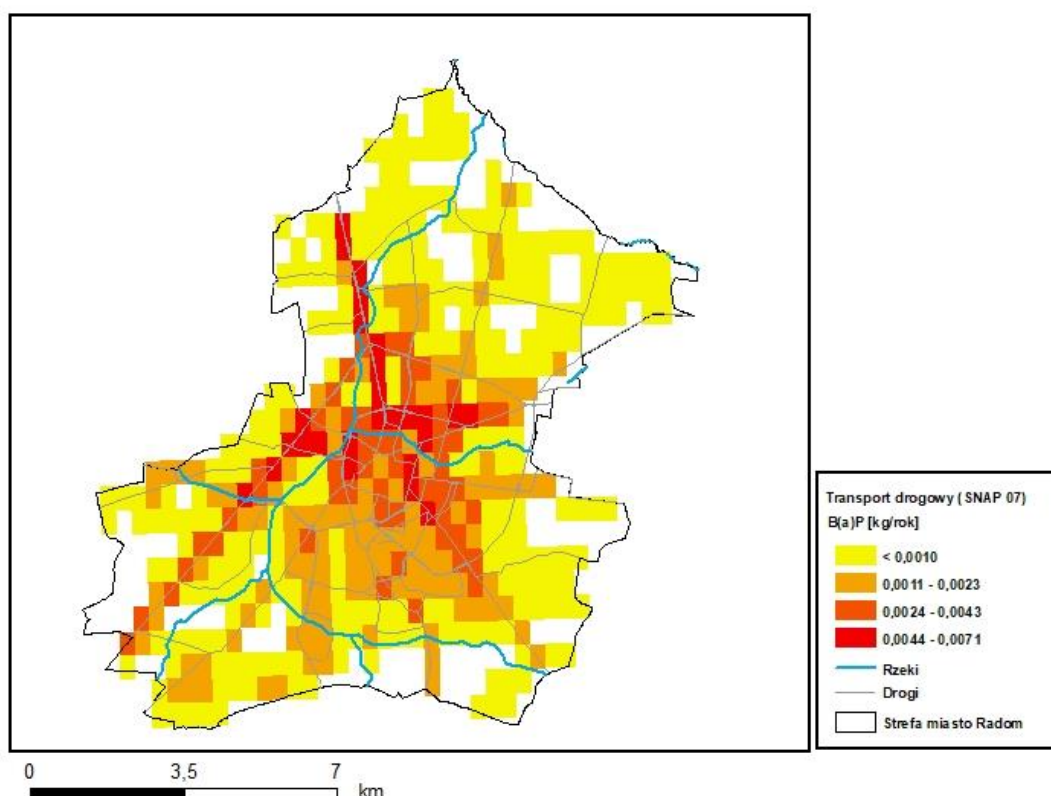 Transport drogowy ( SNAP 07)
B(a)P [kg/rok]
< 0,0010
0,0011 - 0,0023
0,0024 - 0,0043
0,0044 - 0,0071
Rzeki
Drogi
Strefa miasto Radom
0 3,5 7
km